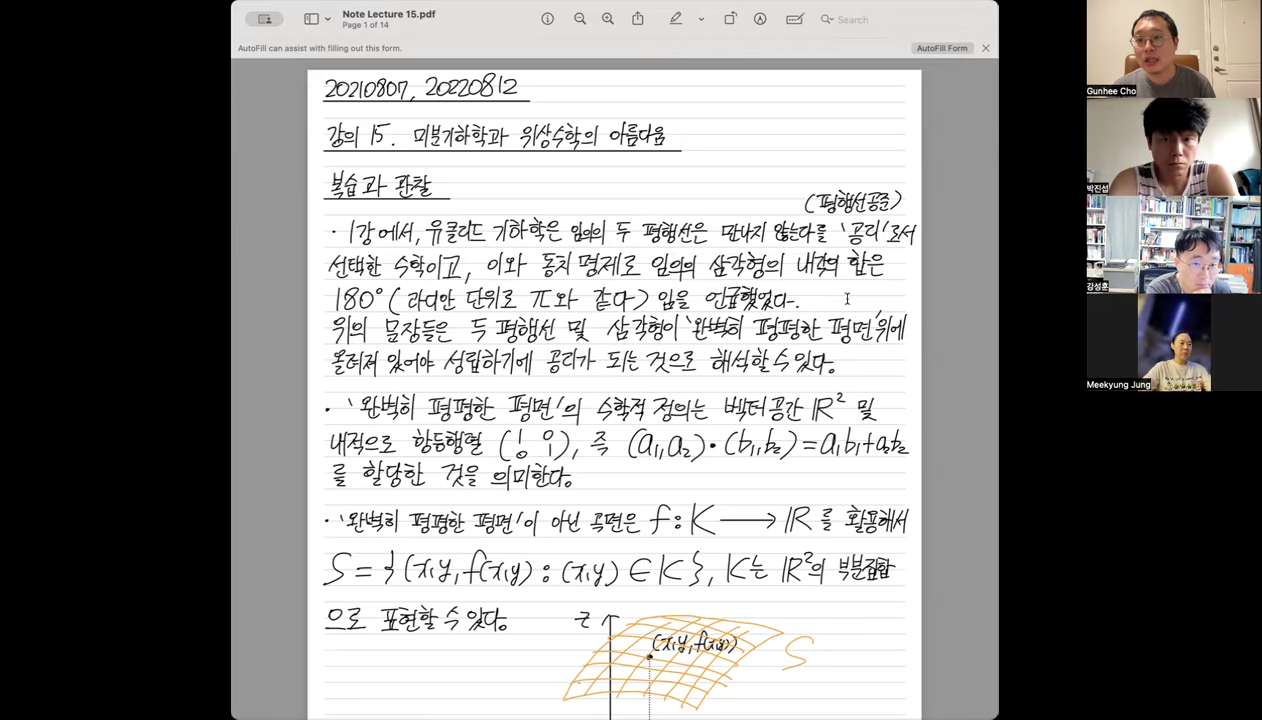 Note Lecture 15.pdf
Page 1 of 14
Search
AutoFill can assist with filling out this form.
AutoFill Form
20210807, 20220812
강의 15. 미분기하학과 위상수학의 아름다움
복습과 관찰
(평행선공준)
· 1강에서, 유클리드 기하학은 임의의 두 평행선은 만나지 않는다를 '공리'로서
선택한 수학이고, 이와 동치 명제로 임의의 삼각형의 내각의 합은
180° (라디안 단위로 π와 같다) 임을 언급했었다.
위의 문장들은 두 평행선 및 삼각형이 '완벽히 평평한 평면' 위에
올려져 있어야 성립하기에 공리가 되는 것으로 해석할 수 있다.
· '완벽히 평평한 평면'의 수학적 정의는 벡터공간 ℝ² 및
내적으로 항등행렬 (1 0 0 1), 즉 (a₁,a₂)·(b₁,b₂)=a₁b₁+a₂b₂
를 할당한 것을 의미한다.
· '완벽히 평평한 평면'이 아닌 곡면은 f : K ⟶ ℝ를 활용해서
S = {(x,y,f(x,y) : (x,y) ∈ K}, K는 ℝ²의 부분집합
으로 표현할 수 있다.
z
(x,y,f(x,y))
S
Gunhee Cho
박진섭
강성훈
Meekyung Jung